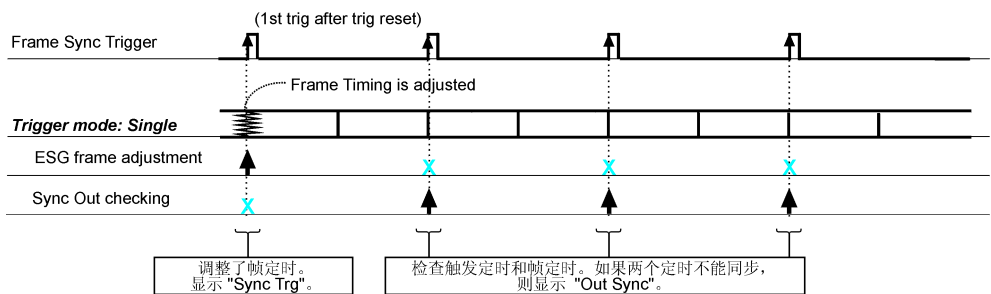 (1st trig after trig reset)
Frame Sync Trigger
Frame Timing is adjusted
Trigger mode: Single
ESG frame adjustment
X X X
Sync Out checking
X
调整了帧定时。
显示 "Sync Trg"。
检查触发定时和帧定时。如果两个定时不能同步，
则显示 "Out Sync"。